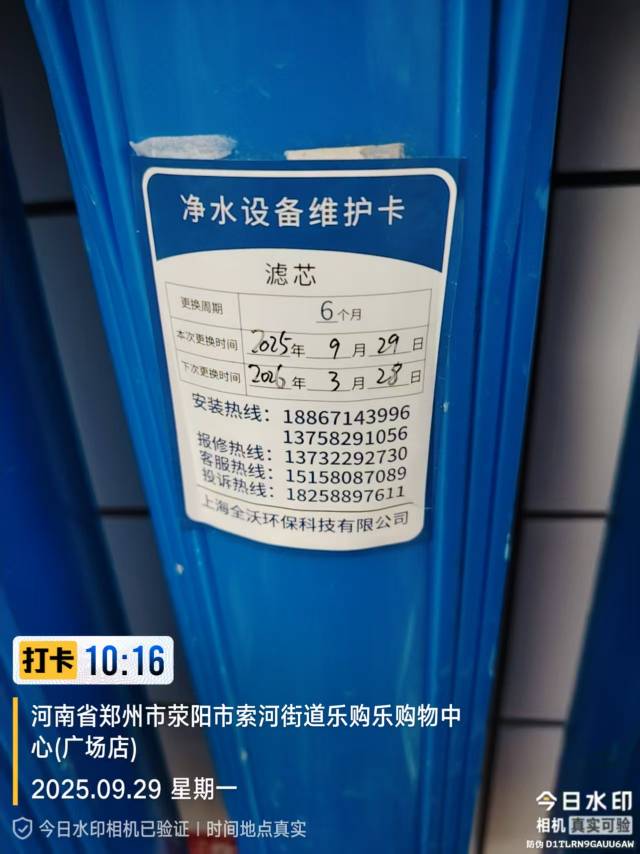 净水设备维护卡
滤芯
更换周期 6个月
本次更换时间 2025年 9月29日
下次更换时间 2026年 3月28日
安装热线：18867143996
13758291056
报修热线：13732292730
客服热线：15158087089
投诉热线：18258897611
上海全沃环保科技有限公司
打卡 10:16
河南省郑州市荥阳市索河街道乐购乐购物中
心(广场店)
2025.09.29 星期一
今日水印相机已验证 | 时间地点真实
今日水印
相机 真实可验
防伪 D1TLRN9GAUU6AW